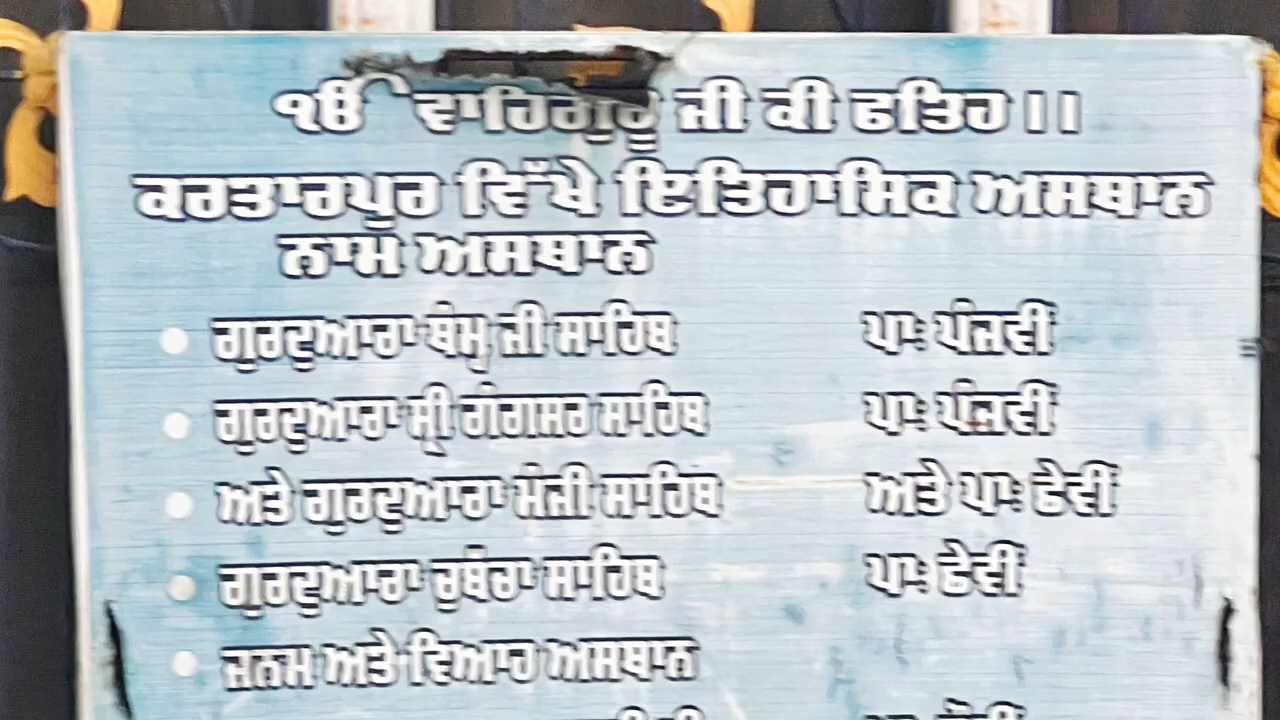 ੴ ਵਾਹਿਗੁਰੂ ਜੀ ਕੀ ਫਤਿਹ ।।
ਕਰਤਾਰਪੁਰ ਵਿੱਖੇ ਇਤਿਹਾਸਿਕ ਅਸਥਾਨ
ਨਾਮ ਅਸਥਾਨ
ਗੁਰਦੁਆਰਾ ਥੰਮ੍ਹ ਜੀ ਸਾਹਿਬ ਪਾਃ ਪੰਜਵੀਂ
ਗੁਰਦੁਆਰਾ ਸ਼੍ਰੀ ਗੰਗਸਰ ਸਾਹਿਬ ਪਾਃ ਪੰਜਵੀਂ
ਅਤੇ ਗੁਰਦੁਆਰਾ ਮੰਜੀ ਸਾਹਿਬ ਅਤੇ ਪਾਃ ਛੇਵੀਂ
ਗੁਰਦੁਆਰਾ ਚੁਬੱਚਾ ਸਾਹਿਬ ਪਾਃ ਛੇਵੀਂ
ਜਨਮ ਅਤੇ ਵਿਆਹ ਅਸਥਾਨ